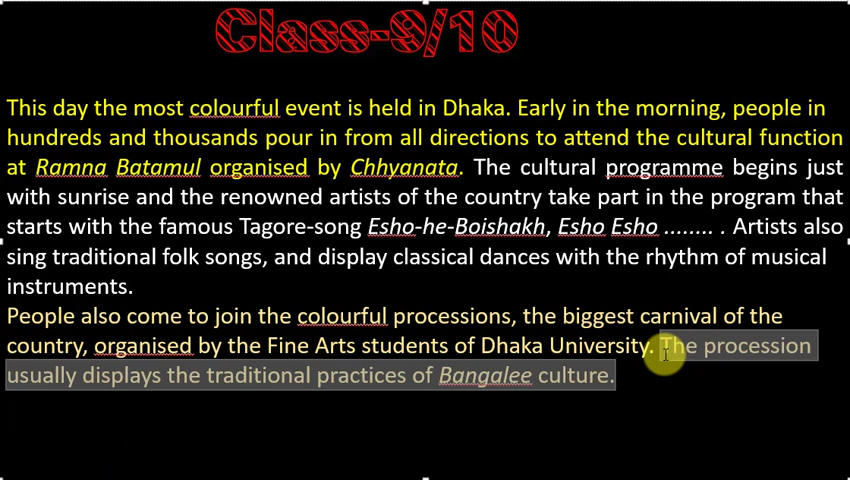 Class-9/10
This day the most colourful event is held in Dhaka. Early in the morning, people in
hundreds and thousands pour in from all directions to attend the cultural function
at Ramna Batamul organised by Chhyanata. The cultural programme begins just
with sunrise and the renowned artists of the country take part in the program that
starts with the famous Tagore-song Esho-he-Boishakh, Esho Esho ........ . Artists also
sing traditional folk songs, and display classical dances with the rhythm of musical
instruments.
People also come to join the colourful processions, the biggest carnival of the
country, organised by the Fine Arts students of Dhaka University. The procession
usually displays the traditional practices of Bangalee culture.